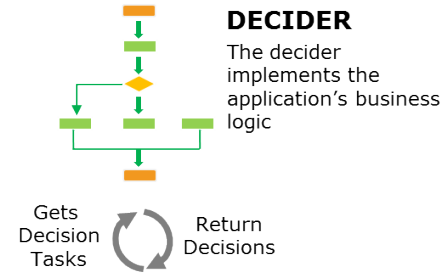 DECIDER
The decider
implements the
application’s business
logic
Gets
Decision
Tasks
Return
Decisions